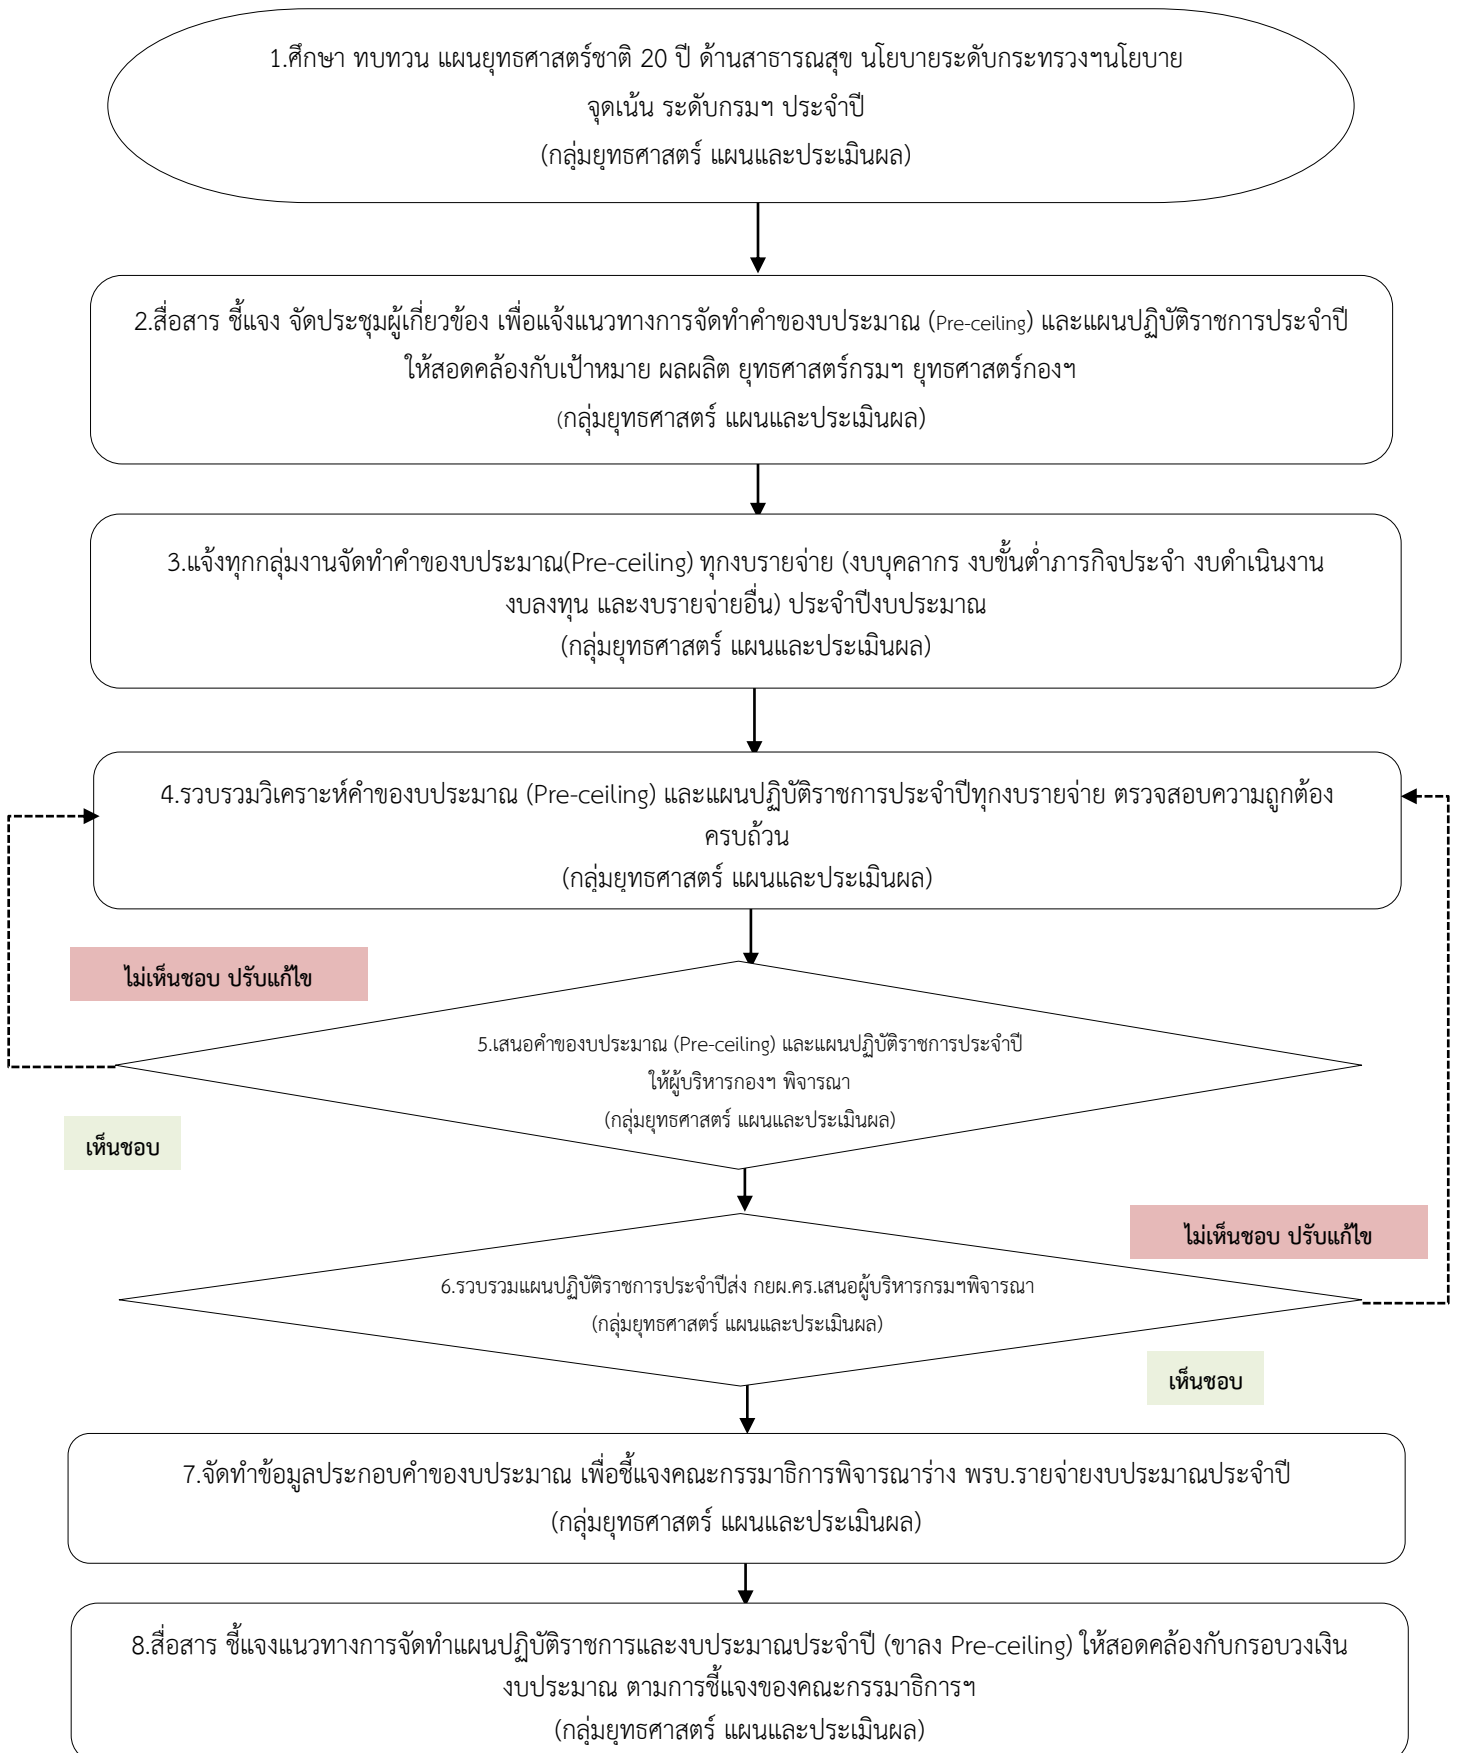 1.ศึกษา ทบทวน แผนยุทธศาสตร์ชาติ 20 ปี ด้านสาธารณสุข นโยบายระดับกระทรวงฯนโยบาย
จุดเน้น ระดับกรมฯ ประจำปี
(กลุ่มยุทธศาสตร์ แผนและประเมินผล)
2.สื่อสาร ชี้แจง จัดประชุมผู้เกี่ยวข้อง เพื่อแจ้งแนวทางการจัดทำคำของบประมาณ (Pre-ceiling) และแผนปฏิบัติราชการประจำปี
ให้สอดคล้องกับเป้าหมาย ผลผลิต ยุทธศาสตร์กรมฯ ยุทธศาสตร์กองฯ
(กลุ่มยุทธศาสตร์ แผนและประเมินผล)
3.แจ้งทุกกลุ่มงานจัดทำคำของบประมาณ(Pre-ceiling) ทุกงบรายจ่าย (งบบุคลากร งบขั้นต่ำภารกิจประจำ งบดำเนินงาน
งบลงทุน และงบรายจ่ายอื่น) ประจำปีงบประมาณ
(กลุ่มยุทธศาสตร์ แผนและประเมินผล)
4.รวบรวมวิเคราะห์คำของบประมาณ (Pre-ceiling) และแผนปฏิบัติราชการประจำปีทุกงบรายจ่าย ตรวจสอบความถูกต้อง
ครบถ้วน
(กลุ่มยุทธศาสตร์ แผนและประเมินผล)
ไม่เห็นชอบ ปรับแก้ไข
5.เสนอคำของบประมาณ (Pre-ceiling) และแผนปฏิบัติราชการประจำปี
ให้ผู้บริหารกองฯ พิจารณา
(กลุ่มยุทธศาสตร์ แผนและประเมินผล)
เห็นชอบ
ไม่เห็นชอบ ปรับแก้ไข
6.รวบรวมแผนปฏิบัติราชการประจำปีส่ง กยผ.คร.เสนอผู้บริหารกรมฯพิจารณา
(กลุ่มยุทธศาสตร์ แผนและประเมินผล)
เห็นชอบ
7.จัดทำข้อมูลประกอบคำของบประมาณ เพื่อชี้แจงคณะกรรมาธิการพิจารณาร่าง พรบ.รายจ่ายงบประมาณประจำปี
(กลุ่มยุทธศาสตร์ แผนและประเมินผล)
8.สื่อสาร ชี้แจงแนวทางการจัดทำแผนปฏิบัติราชการและงบประมาณประจำปี (ขาลง Pre-ceiling) ให้สอดคล้องกับกรอบวงเงิน
งบประมาณ ตามการชี้แจงของคณะกรรมาธิการฯ
(กลุ่มยุทธศาสตร์ แผนและประเมินผล)